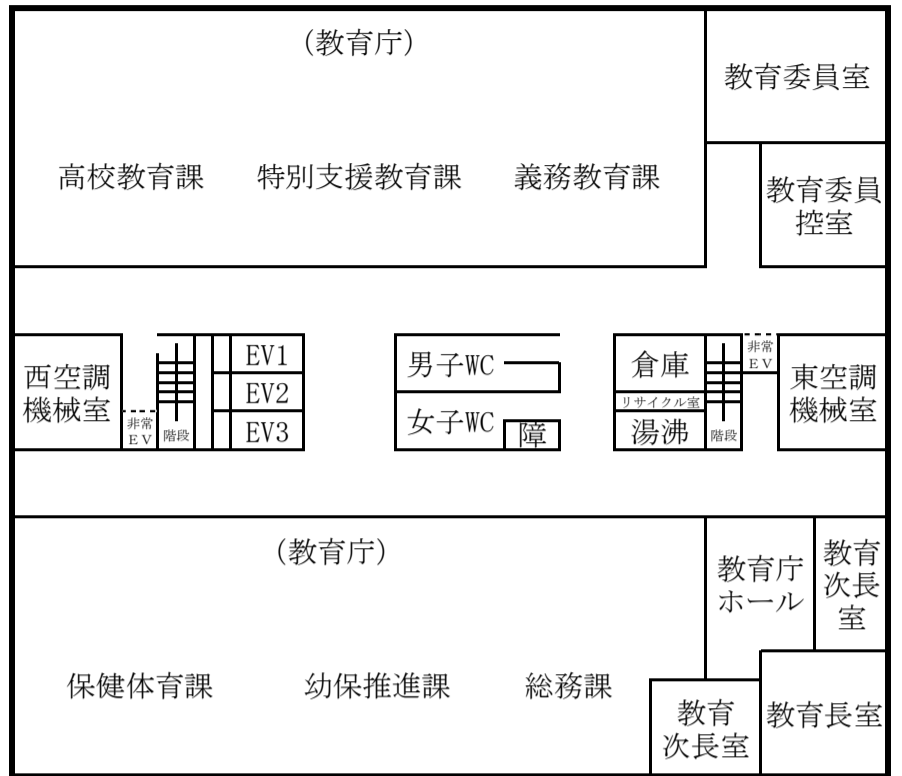 （教育庁）
教育委員室
高校教育課
特別支援教育課
義務教育課
教育委員
控室
西空調
機械室
非常
EV
階段
EV1
EV2
EV3
男子WC
女子WC
障
倉庫
リサイクル室
湯沸
階段
非常
EV
東空調
機械室
（教育庁）
教育庁
ホール
教育
次長
室
保健体育課
幼保推進課
総務課
教育
次長室
教育長室